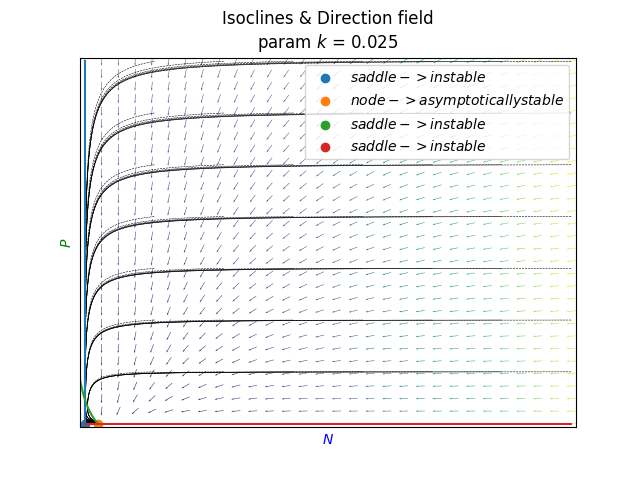 Isoclines & Direction field
param k = 0.025
saddle-> instable
node-> asymptoticallystable
saddle-> instable
saddle-> instable
P
N